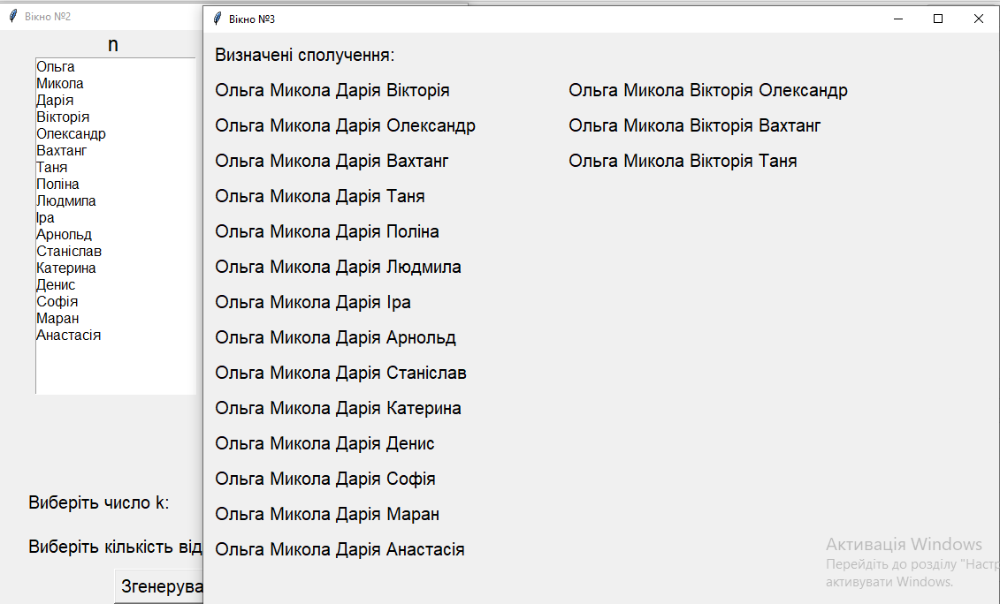 Вікно №2
n
Ольга
Микола
Дарія
Вікторія
Олександр
Вахтанг
Таня
Поліна
Людмила
Іра
Арнольд
Станіслав
Катерина
Денис
Софія
Маран
Анастасія
Виберіть число k:
Виберіть кількість від
Згенерува
Вікно №3
Визначені сполучення:
Ольга Микола Дарія Вікторія
Ольга Микола Дарія Олександр
Ольга Микола Дарія Вахтанг
Ольга Микола Дарія Таня
Ольга Микола Дарія Поліна
Ольга Микола Дарія Людмила
Ольга Микола Дарія Іра
Ольга Микола Дарія Арнольд
Ольга Микола Дарія Станіслав
Ольга Микола Дарія Катерина
Ольга Микола Дарія Денис
Ольга Микола Дарія Софія
Ольга Микола Дарія Маран
Ольга Микола Дарія Анастасія
Ольга Микола Вікторія Олександр
Ольга Микола Вікторія Вахтанг
Ольга Микола Вікторія Таня
Активація Windows
Перейдіть до розділу "Настр
активувати Windows.